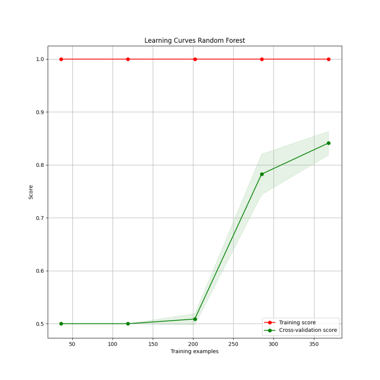 Learning Curves Random Forest
1.0
0.9
0.8
0.7
0.6
0.5
Score
50
100
150
200
250
300
350
Training examples
Training score
Cross-validation score